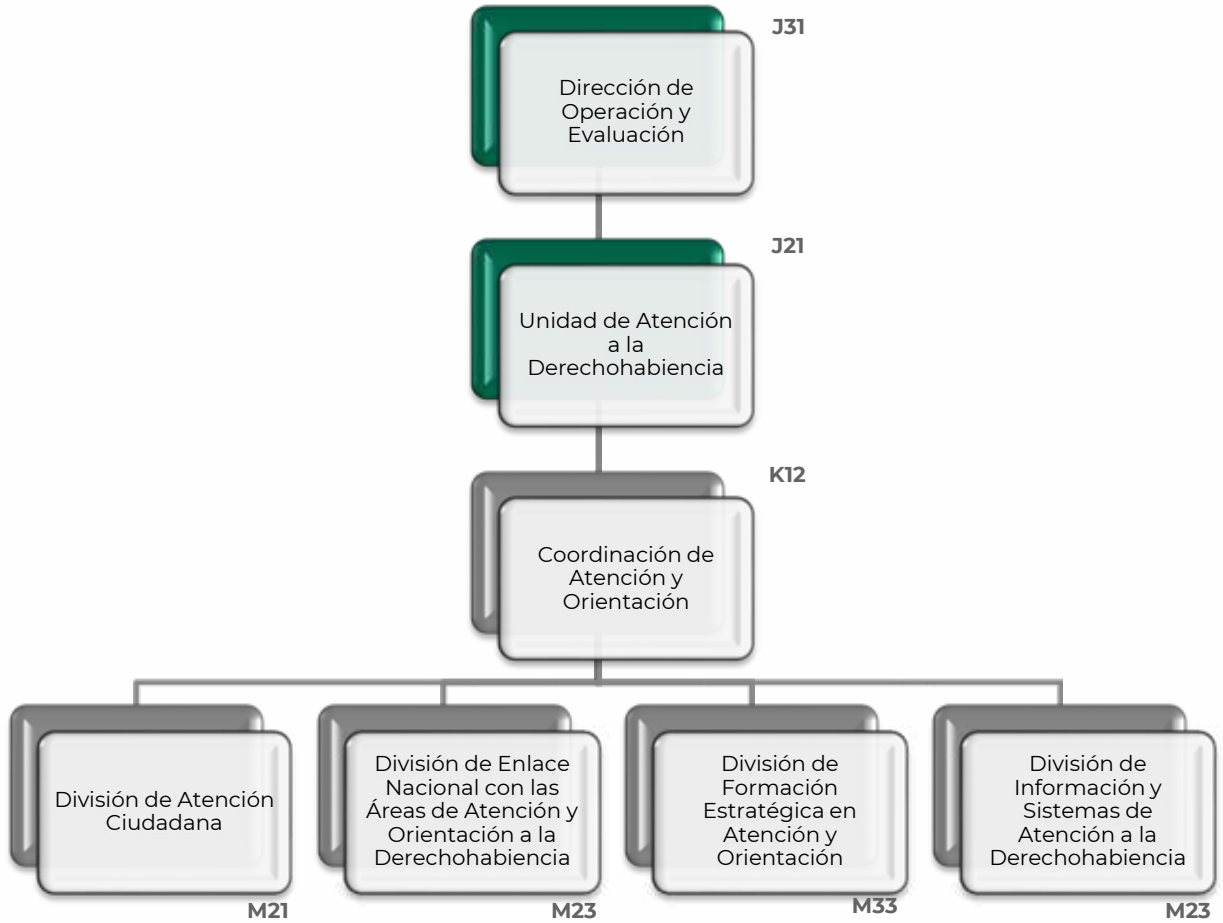 J31
Dirección de
Operación y
Evaluación
J21
Unidad de Atención
a la
Derechohabiencia
K12
Coordinación de
Atención y
Orientación
División de Atención
Ciudadana
M21
División de Enlace
Nacional con las
Áreas de Atención y
Orientación a la
Derechohabiencia
M23
División de
Formación
Estratégica en
Atención y
Orientación
M33
División de
Información y
Sistemas de
Atención a la
Derechohabiencia
M23